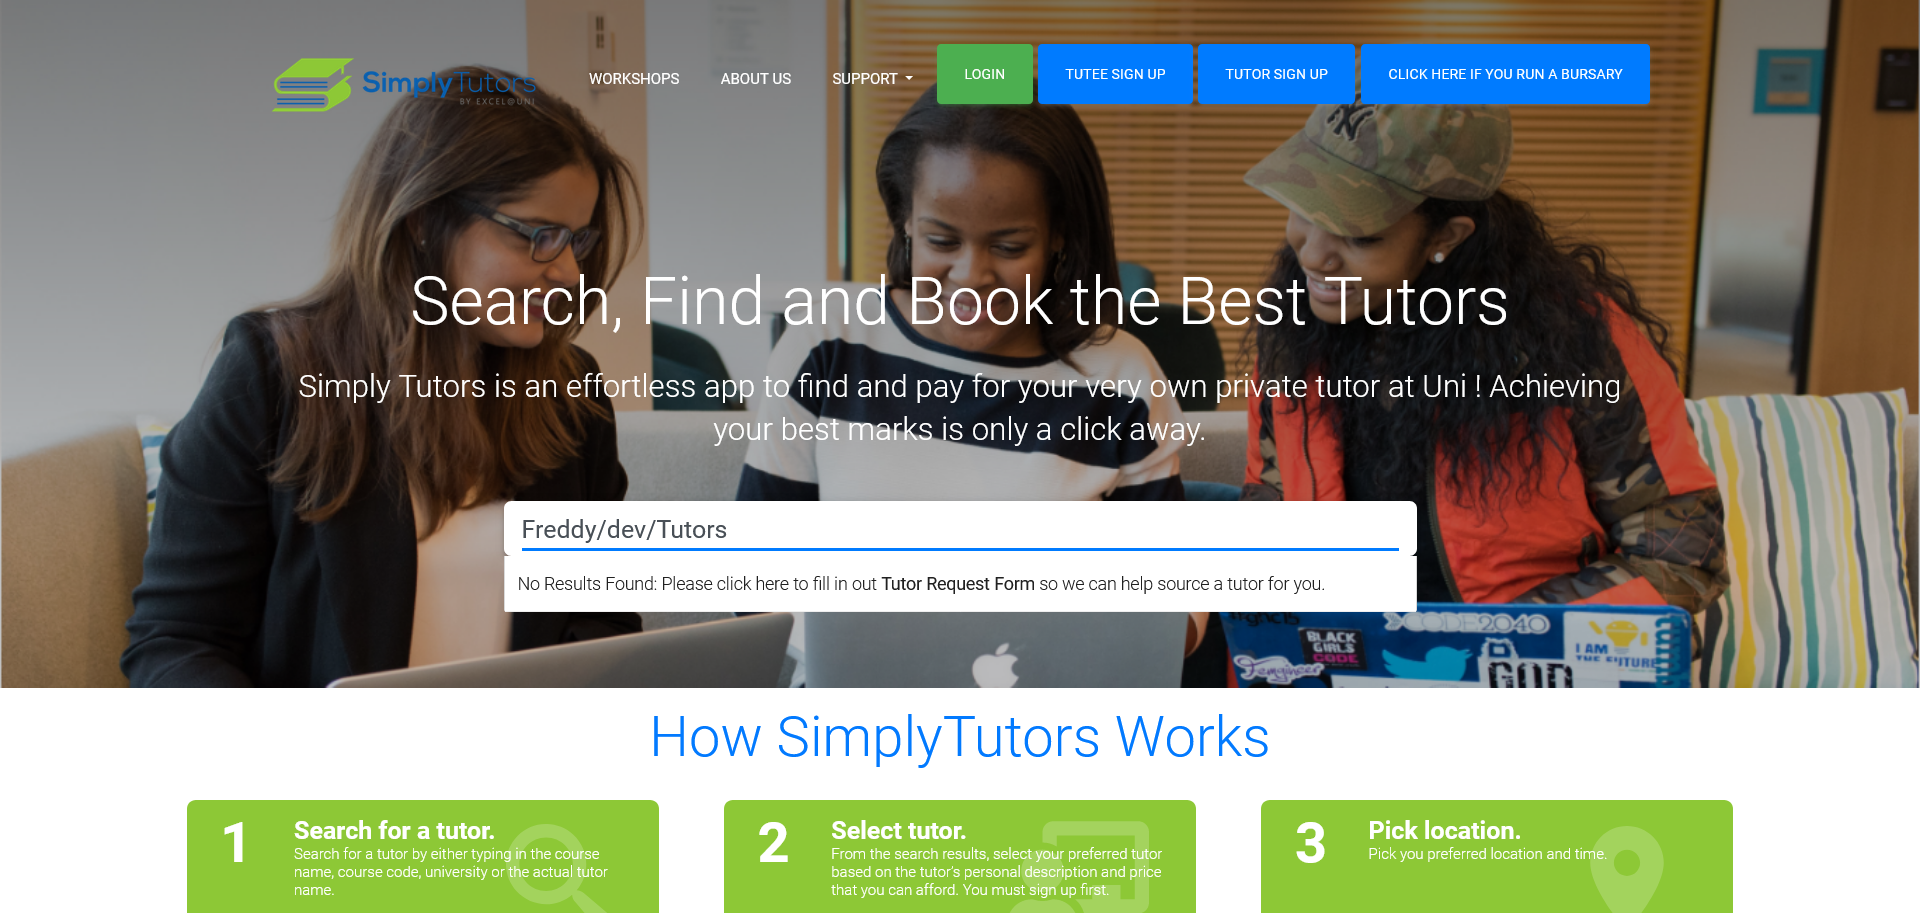 SimplyTutors
BY EXCEL@UNI
WORKSHOPS
ABOUT US
SUPPORT
LOGIN
TUTEE SIGN UP
TUTOR SIGN UP
CLICK HERE IF YOU RUN A BURSARY
Search, Find and Book the Best Tutors
Simply Tutors is an effortless app to find and pay for your very own private tutor at Uni ! Achieving
your best marks is only a click away.
Freddy/dev/Tutors
No Results Found: Please click here to fill in out Tutor Request Form so we can help source a tutor for you.
CODE2040
BLACK
GIRLS
CODE
I AM
THE FUTURE
How SimplyTutors Works
1
Search for a tutor.
Search for a tutor by either typing in the course
name, course code, university or the actual tutor
name.
2
Select tutor.
From the search results, select your preferred tutor
based on the tutor's personal description and price
that you can afford. You must sign up first.
3
Pick location.
Pick you preferred location and time.